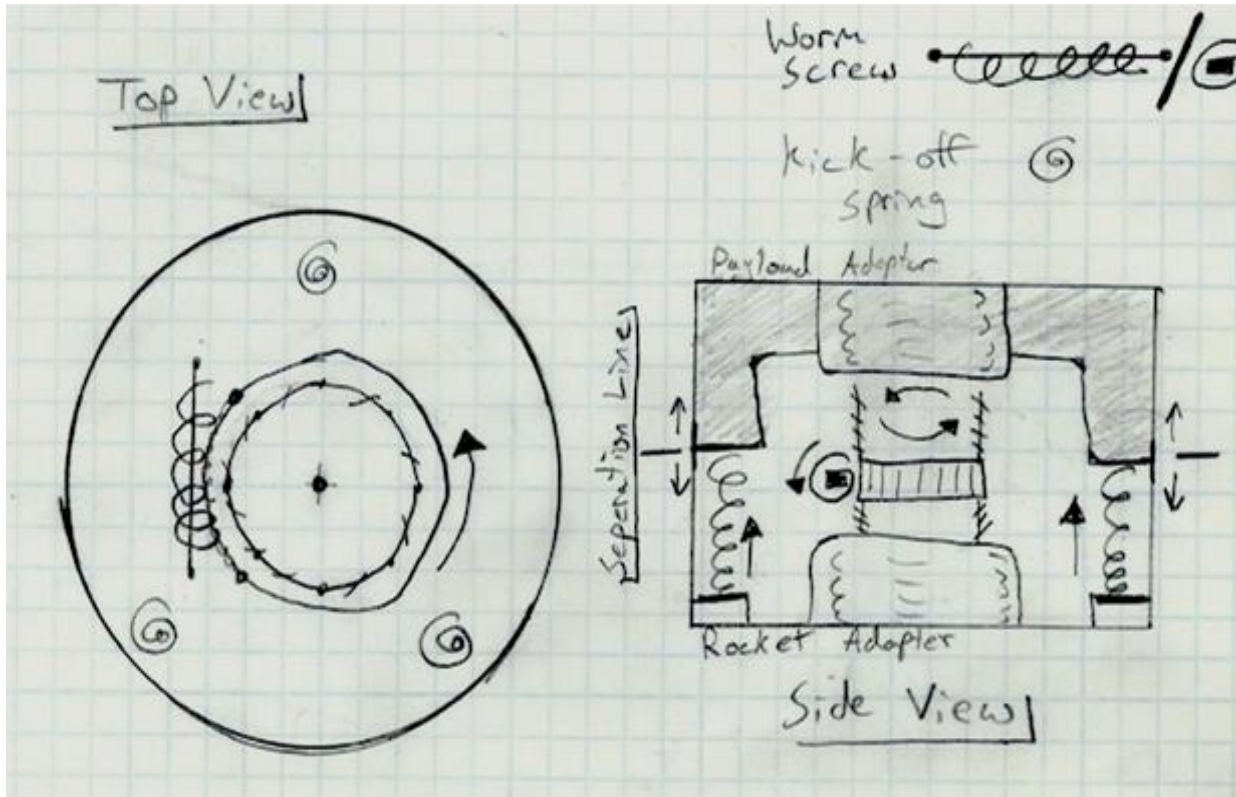 Top View
Worm
Screw
Kick-off
spring
Payload Adapter
Seperation Line
Rocket Adapter
Side View